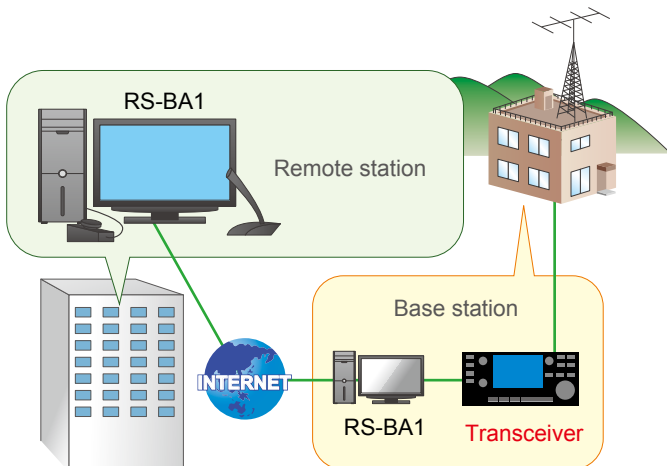 RS-BA1
Remote station
Base station
INTERNET
RS-BA1
Transceiver